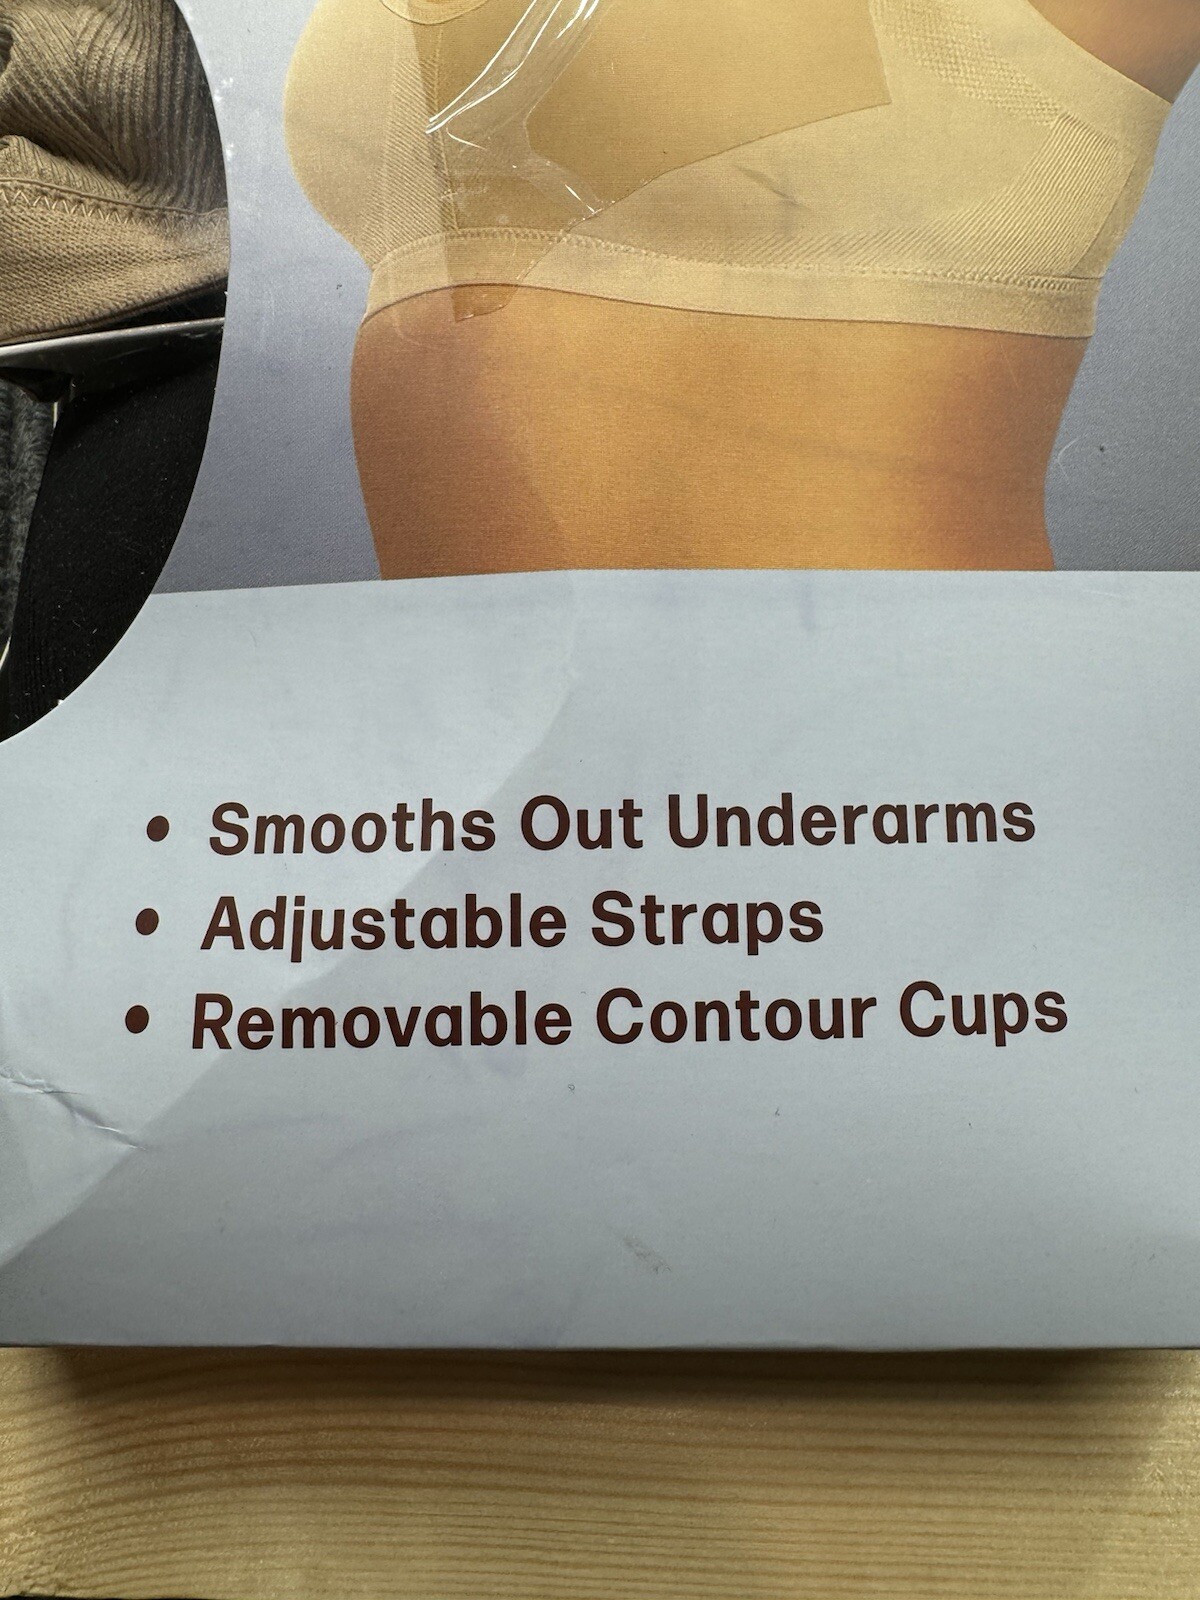 • Smooths Out Underarms
• Adjustable Straps
• Removable Contour Cups